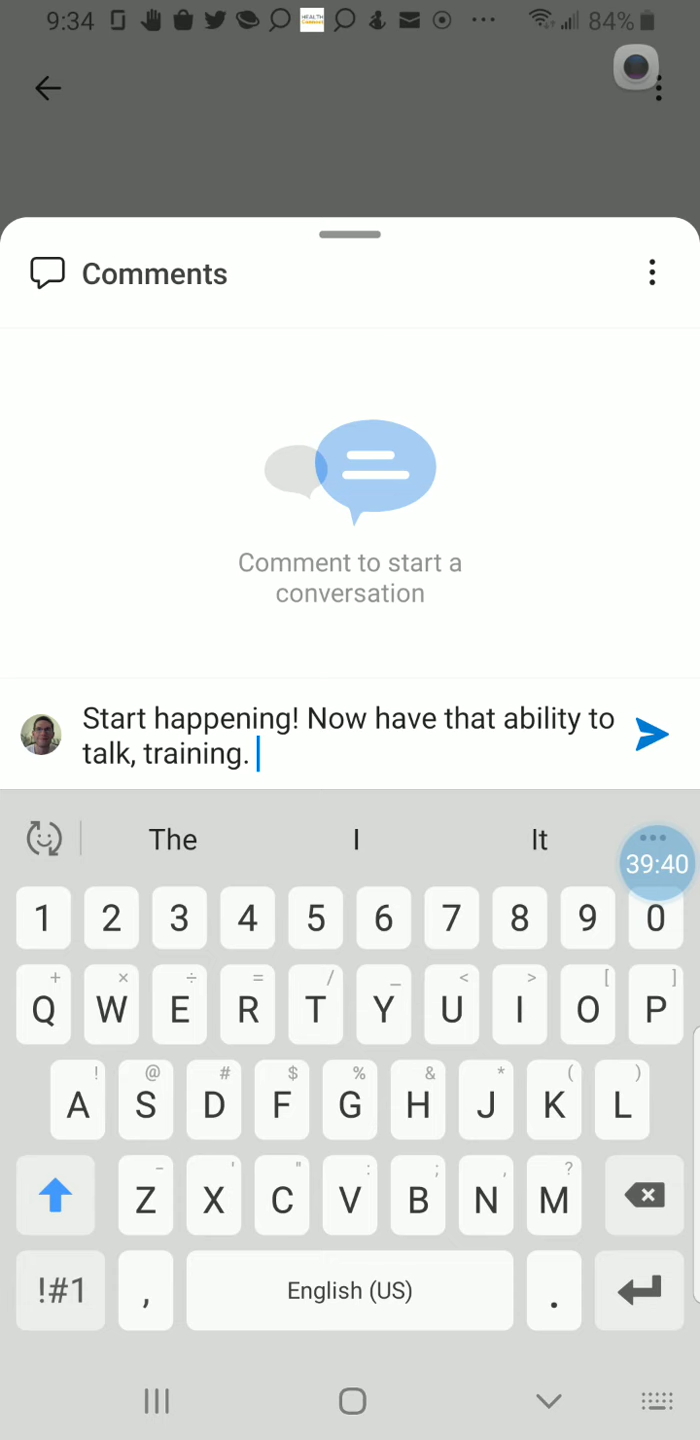 9:34
HEALTH
84%
Comments
Comment to start a
conversation
Start happening! Now have that ability to
talk, training.
The I It
39:40
1 2 3 4 5 6 7 8 9 0
+ × ÷ = / _ < > [ ]
Q W E R T Y U I O P
! @ # $ % & * ( )
A S D F G H J K L
- ' " : ; , ?
Z X C V B N M
!#1 , English (US) .